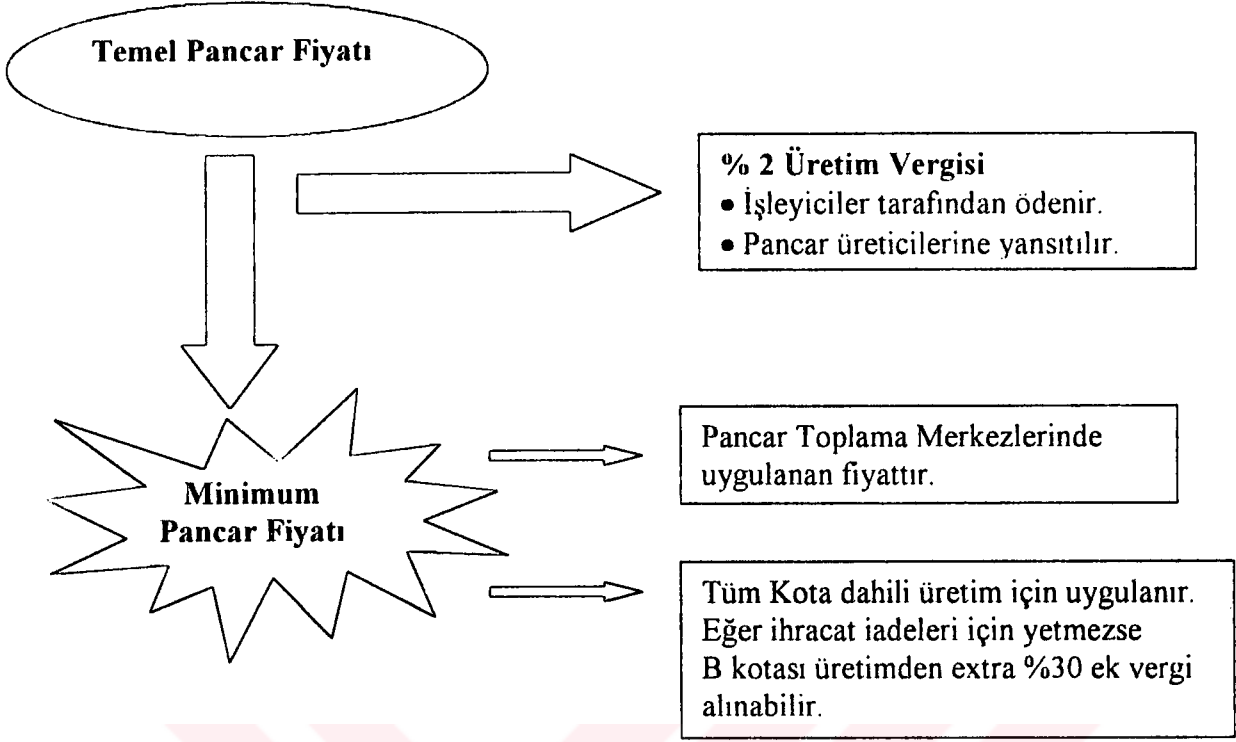 Temel Pancar Fiyatı
% 2 Üretim Vergisi
• İşleyiciler tarafından ödenir.
• Pancar üreticilerine yansıtılır.
Pancar Toplama Merkezlerinde
uygulanan fiyattır.
Minimum
Pancar Fiyatı
Tüm Kota dahili üretim için uygulanır.
Eğer ihracat iadeleri için yetmezse
B kotası üretimden extra %30 ek vergi
alınabilir.